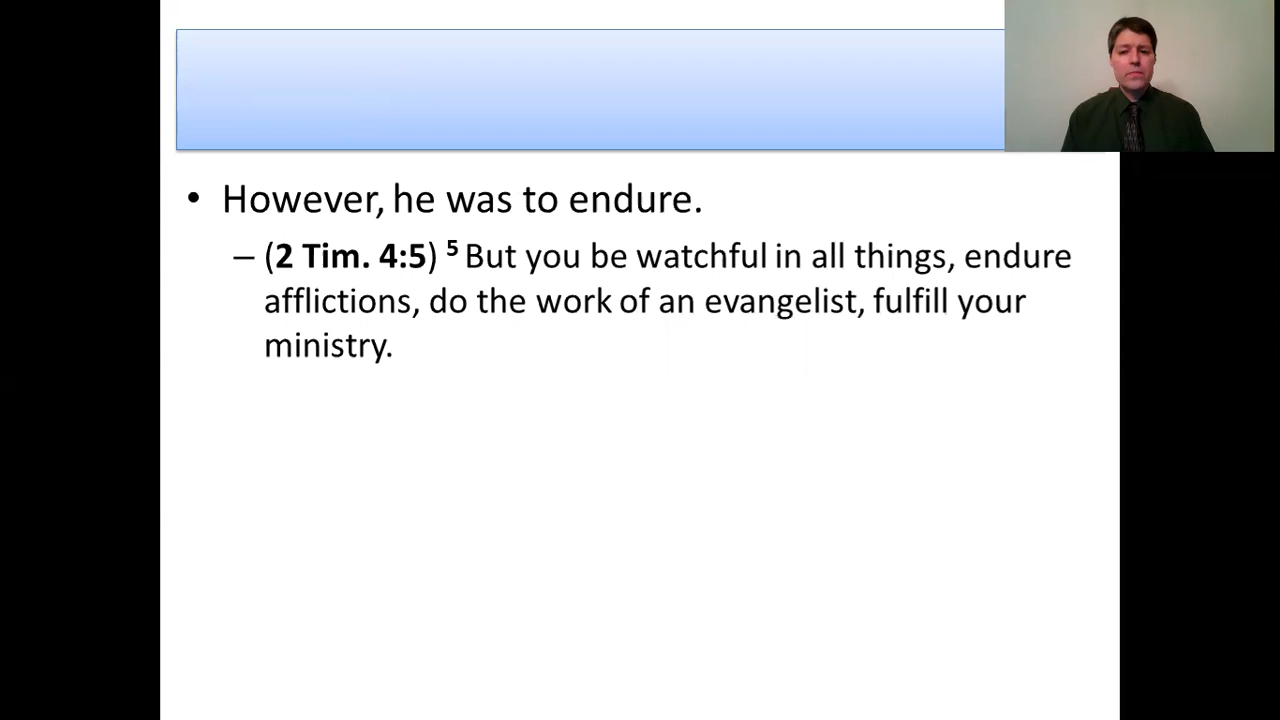 • However, he was to endure.
– (2 Tim. 4:5) ⁵ But you be watchful in all things, endure
afflictions, do the work of an evangelist, fulfill your
ministry.